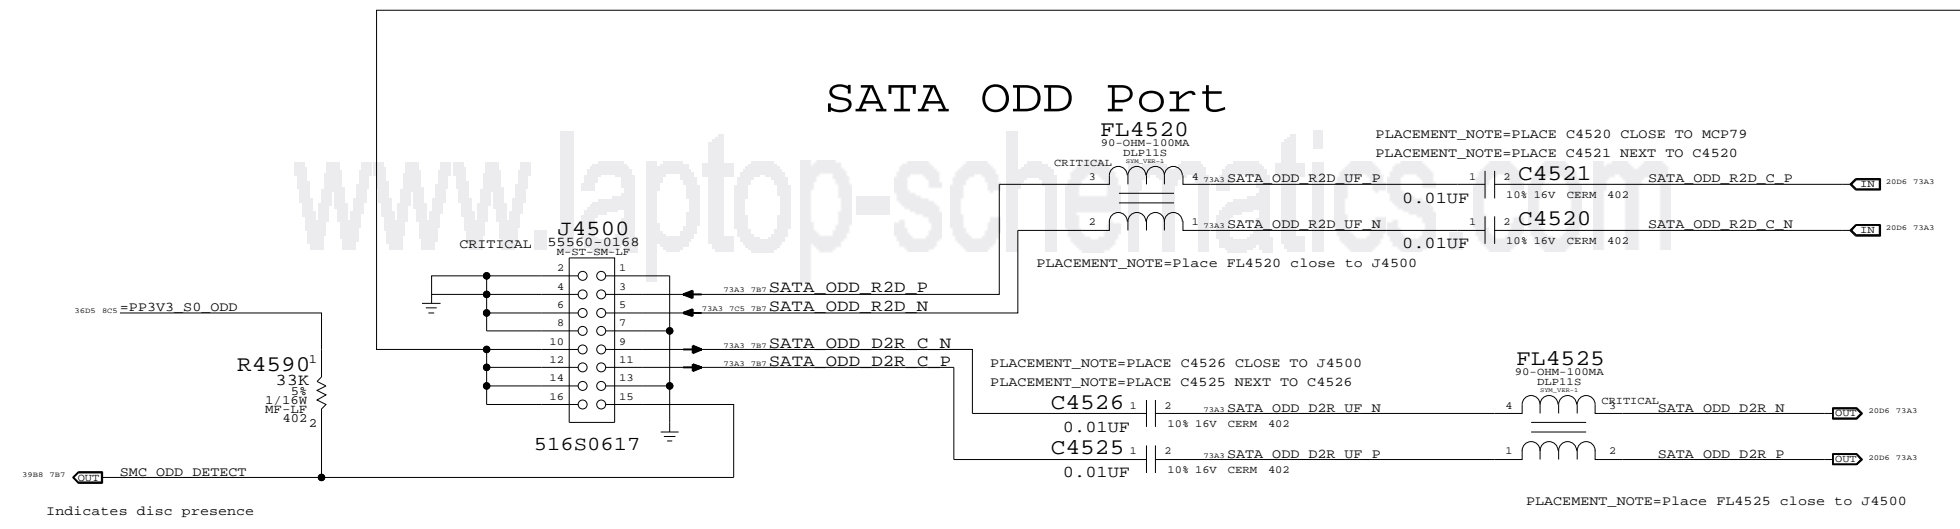 SATA ODD Port
www.laptop-schematics.com
FL4520
90-OHM-100MA
DLP11S
SYM_VER-1
CRITICAL
3
4
2
1
PLACEMENT_NOTE=PLACE C4520 CLOSE TO MCP79
PLACEMENT_NOTE=PLACE C4521 NEXT TO C4520
73A3 SATA_ODD_R2D_UF_P
1 2 C4521
0.01UF
10% 16V CERM 402
SATA_ODD_R2D_C_P
IN 20D6 73A3
73A3 SATA_ODD_R2D_UF_N
1 2 C4520
0.01UF
10% 16V CERM 402
SATA_ODD_R2D_C_N
IN 20D6 73A3
PLACEMENT_NOTE=Place FL4520 close to J4500
J4500
CRITICAL
55560-0168
M-ST-SM-LF
2 1
4 3
6 5
8 7
10 9
12 11
14 13
16 15
516S0617
73A3 7B7 SATA_ODD_R2D_P
73A3 7C5 7B7 SATA_ODD_R2D_N
73A3 7B7 SATA_ODD_D2R_C_N
73A3 7B7 SATA_ODD_D2R_C_P
36D5 8C5 =PP3V3_S0_ODD
R4590
1
33K
5%
1/16W
MF-LF
402
2
39B8 7B7 OUT SMC_ODD_DETECT
Indicates disc presence
PLACEMENT_NOTE=PLACE C4526 CLOSE TO J4500
PLACEMENT_NOTE=PLACE C4525 NEXT TO C4526
C4526 1 2
0.01UF
10% 16V CERM 402
73A3 SATA_ODD_D2R_UF_N
C4525 1 2
0.01UF
10% 16V CERM 402
73A3 SATA_ODD_D2R_UF_P
FL4525
90-OHM-100MA
DLP11S
SYM_VER-1
CRITICAL
4
3
1
2
SATA_ODD_D2R_N
OUT 20D6 73A3
SATA_ODD_D2R_P
OUT 20D6 73A3
PLACEMENT_NOTE=Place FL4525 close to J4500